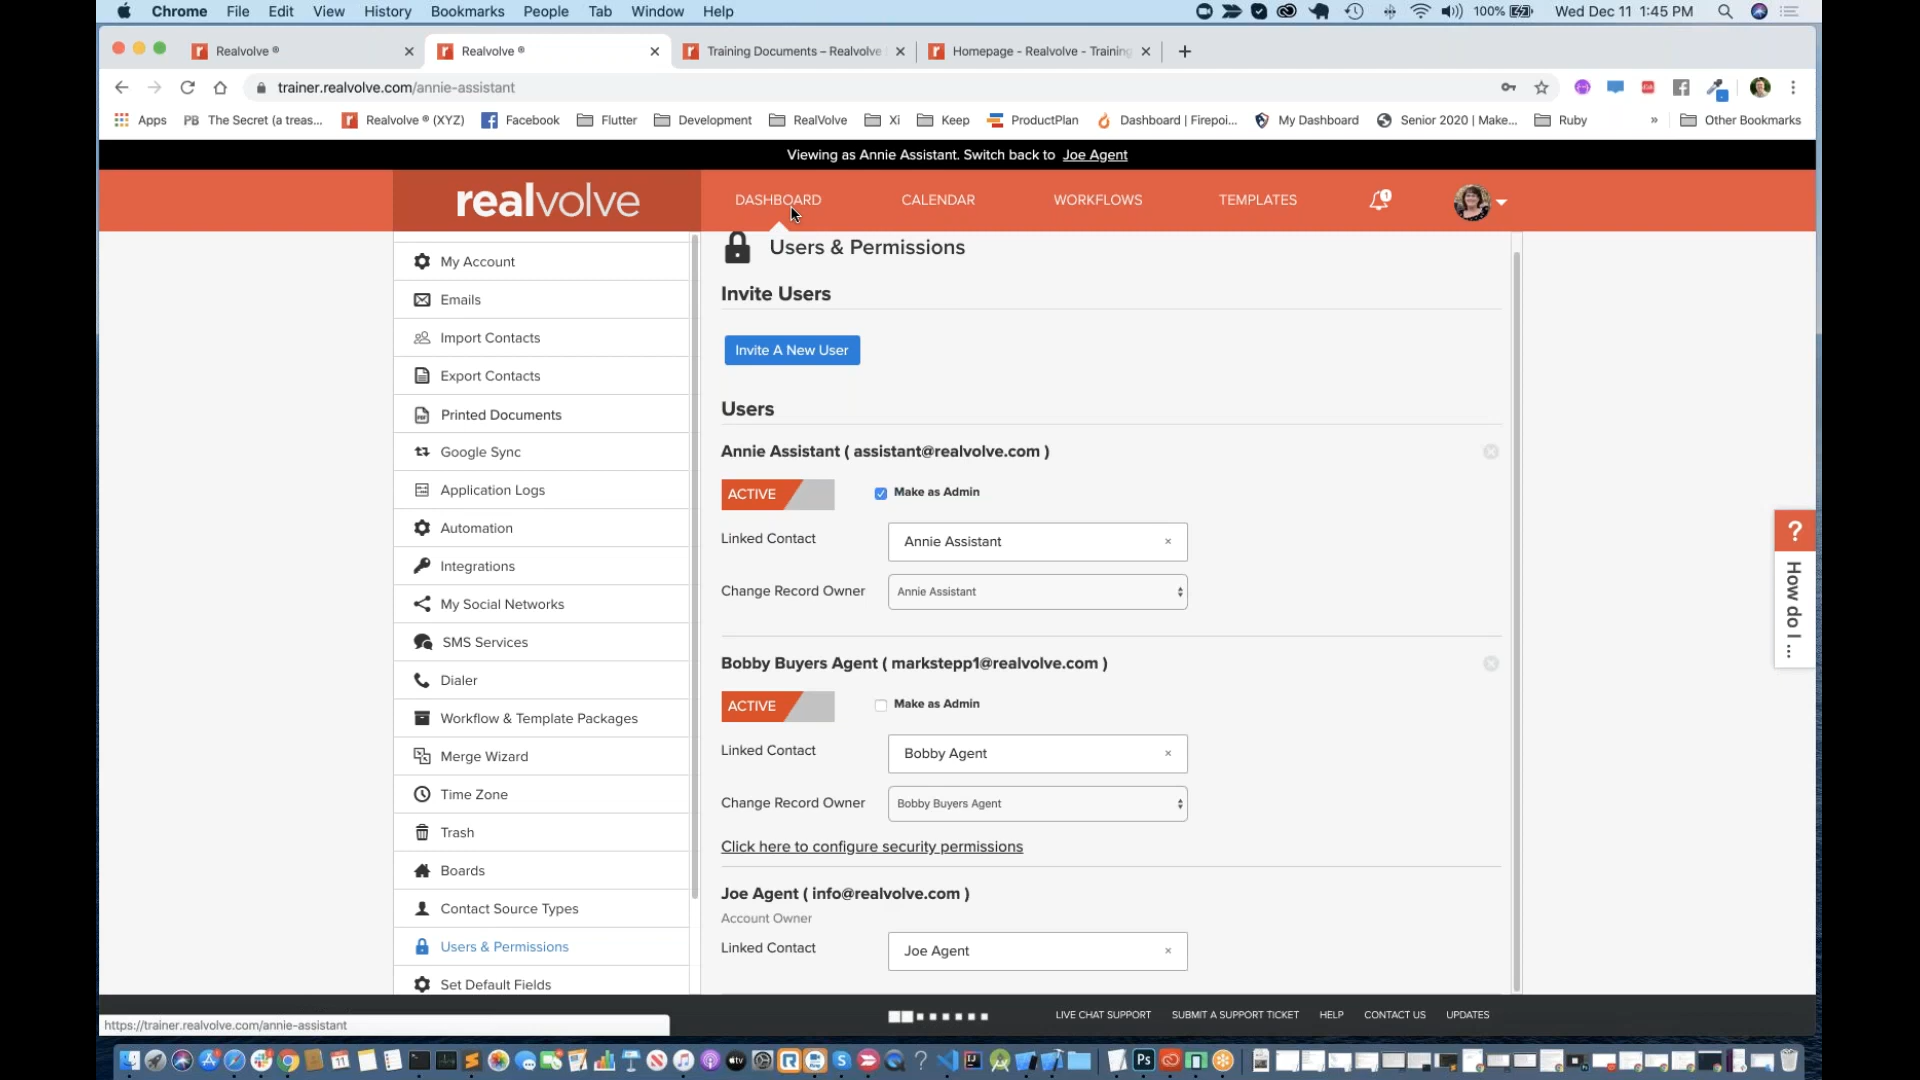 Chrome File Edit View History Bookmarks People Tab Window Help 100% Wed Dec 11 1:45 PM
Realvolve ® Realvolve ® Training Documents – Realvolve Homepage - Realvolve - Training
trainer.realvolve.com/annie-assistant
Apps PB The Secret (a treas... Realvolve ® (XYZ) Facebook Flutter Development RealVolve Xi Keep ProductPlan Dashboard | Firepoi... My Dashboard Senior 2020 | Make... Ruby » Other Bookmarks
Viewing as Annie Assistant. Switch back to Joe Agent
realvolve DASHBOARD CALENDAR WORKFLOWS TEMPLATES 1
My Account
Emails
Import Contacts
Export Contacts
Printed Documents
Google Sync
Application Logs
Automation
Integrations
My Social Networks
SMS Services
Dialer
Workflow & Template Packages
Merge Wizard
Time Zone
Trash
Boards
Contact Source Types
Users & Permissions
Set Default Fields
Users & Permissions
Invite Users
Invite A New User
Users
Annie Assistant ( assistant@realvolve.com )
ACTIVE Make as Admin
Linked Contact Annie Assistant ×
Change Record Owner Annie Assistant
Bobby Buyers Agent ( markstepp1@realvolve.com )
ACTIVE Make as Admin
Linked Contact Bobby Agent ×
Change Record Owner Bobby Buyers Agent
Click here to configure security permissions
Joe Agent ( info@realvolve.com )
Account Owner
Linked Contact Joe Agent ×
? How do I ...
LIVE CHAT SUPPORT SUBMIT A SUPPORT TICKET HELP CONTACT US UPDATES
https://trainer.realvolve.com/annie-assistant